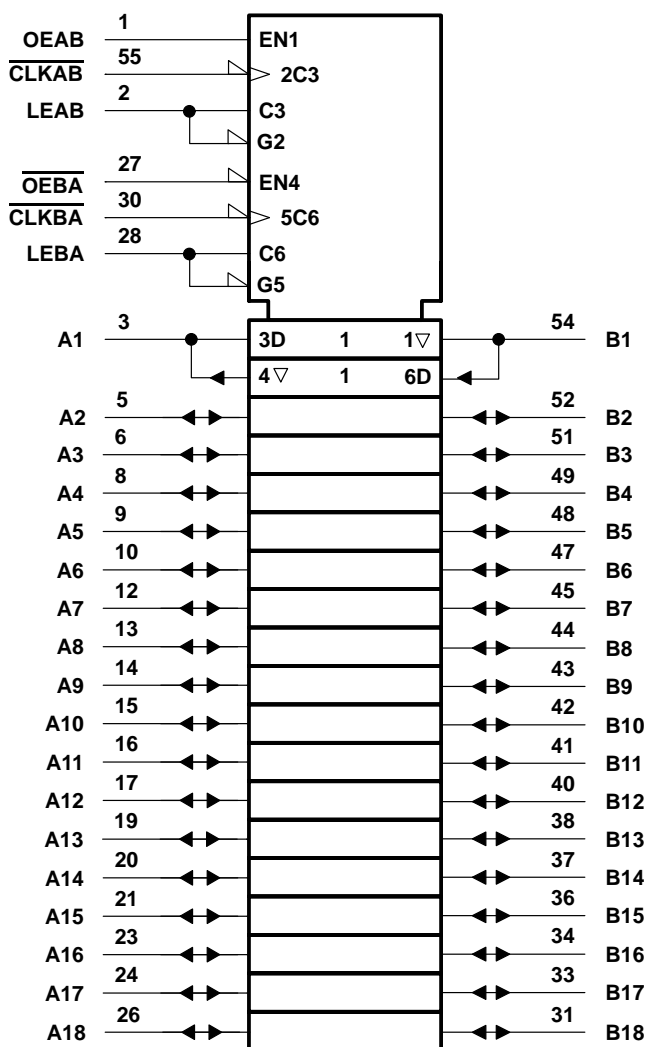 1
OEAB EN1
55
CLKAB 2C3
2
LEAB C3
G2
27
OEBA EN4
30
CLKBA 5C6
28
LEBA C6
G5
3 54
A1 3D 1 1▽ B1
4▽ 1 6D
5 52
A2 B2
6 51
A3 B3
8 49
A4 B4
9 48
A5 B5
10 47
A6 B6
12 45
A7 B7
13 44
A8 B8
14 43
A9 B9
15 42
A10 B10
16 41
A11 B11
17 40
A12 B12
19 38
A13 B13
20 37
A14 B14
21 36
A15 B15
23 34
A16 B16
24 33
A17 B17
26 31
A18 B18